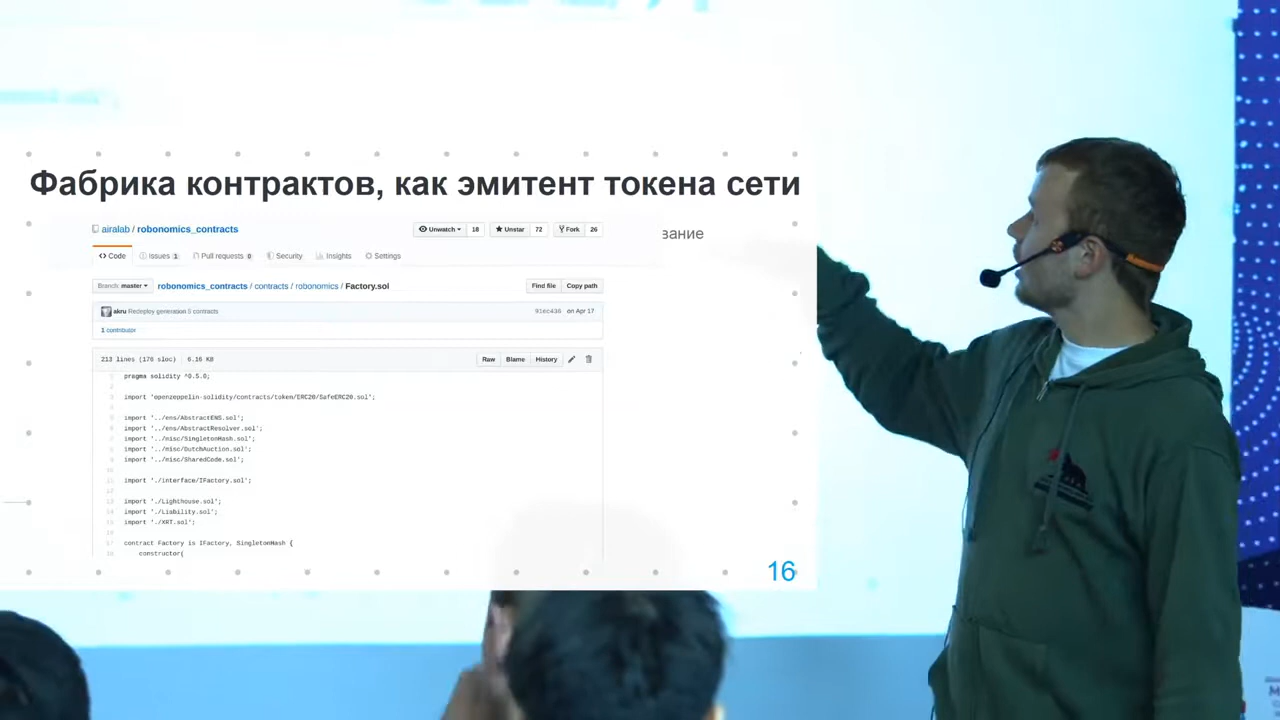 Фабрика контрактов, как эмитент токена сети
airalab / robonomics_contracts
Unwatch 18 Unstar 72 Fork 26
Code Issues 1 Pull requests 0 Security Insights Settings
Branch: master robonomics_contracts / contracts / robonomics / Factory.sol Find file Copy path
akru Redeploy generation 5 contracts 91ec436 on Apr 17
1 contributor
213 lines (176 sloc) 6.16 KB Raw Blame History
pragma solidity ^0.5.0;
import 'openzeppelin-solidity/contracts/token/ERC20/SafeERC20.sol';
import '../ens/AbstractENS.sol';
import '../ens/AbstractResolver.sol';
import '../misc/SingletonHash.sol';
import '../misc/DutchAuction.sol';
import '../misc/SharedCode.sol';
import './interface/IFactory.sol';
import './Lighthouse.sol';
import './Liability.sol';
import './XRT.sol';
17 contract Factory is IFactory, SingletonHash {
18 constructor(
16